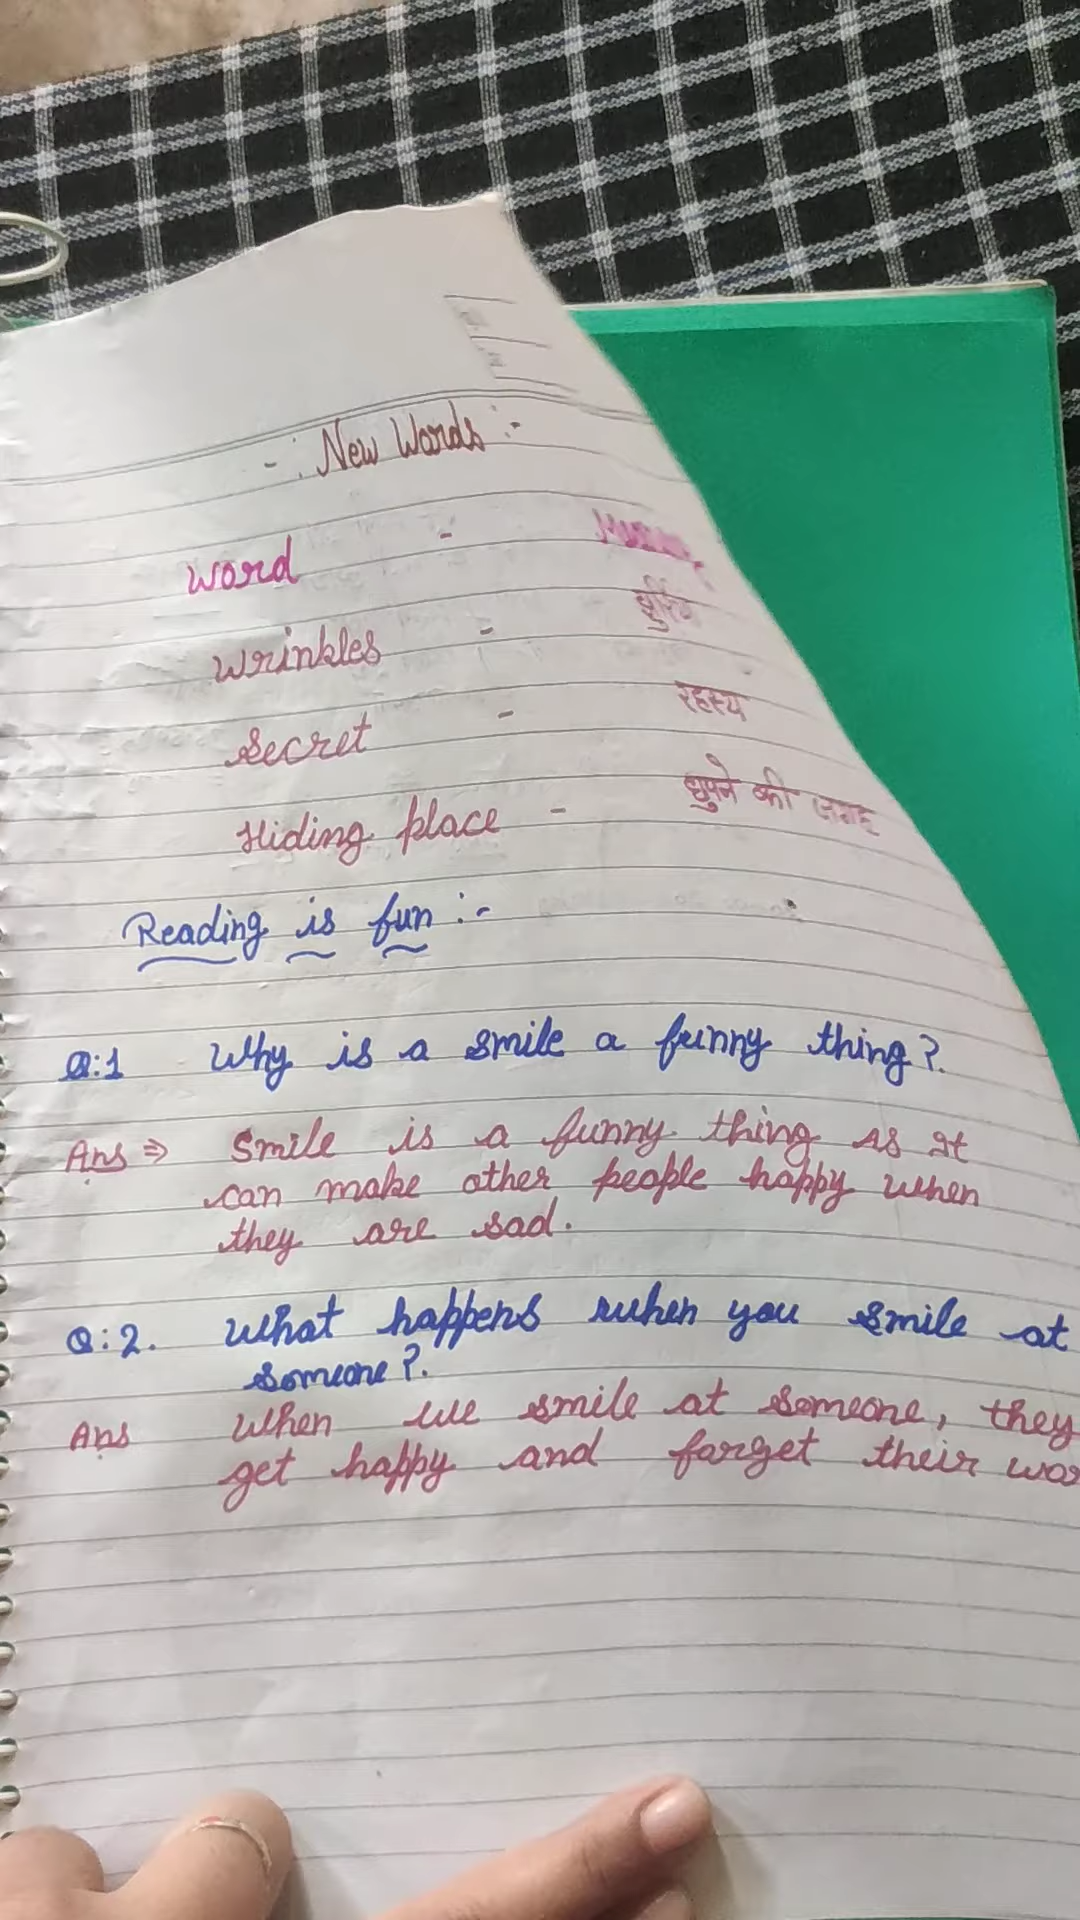 -: New Words :-
Word -
Wrinkles -
Secret - रहस्य
Hiding place - छुपने की जगह
Reading is fun :-
Q:1 Why is a smile a funny thing?
Ans ⇒ Smile is a funny thing as it
can make other people happy when
they are sad.
Q:2. What happens when you smile at
someone?.
Ans When we smile at someone, they
get happy and forget their